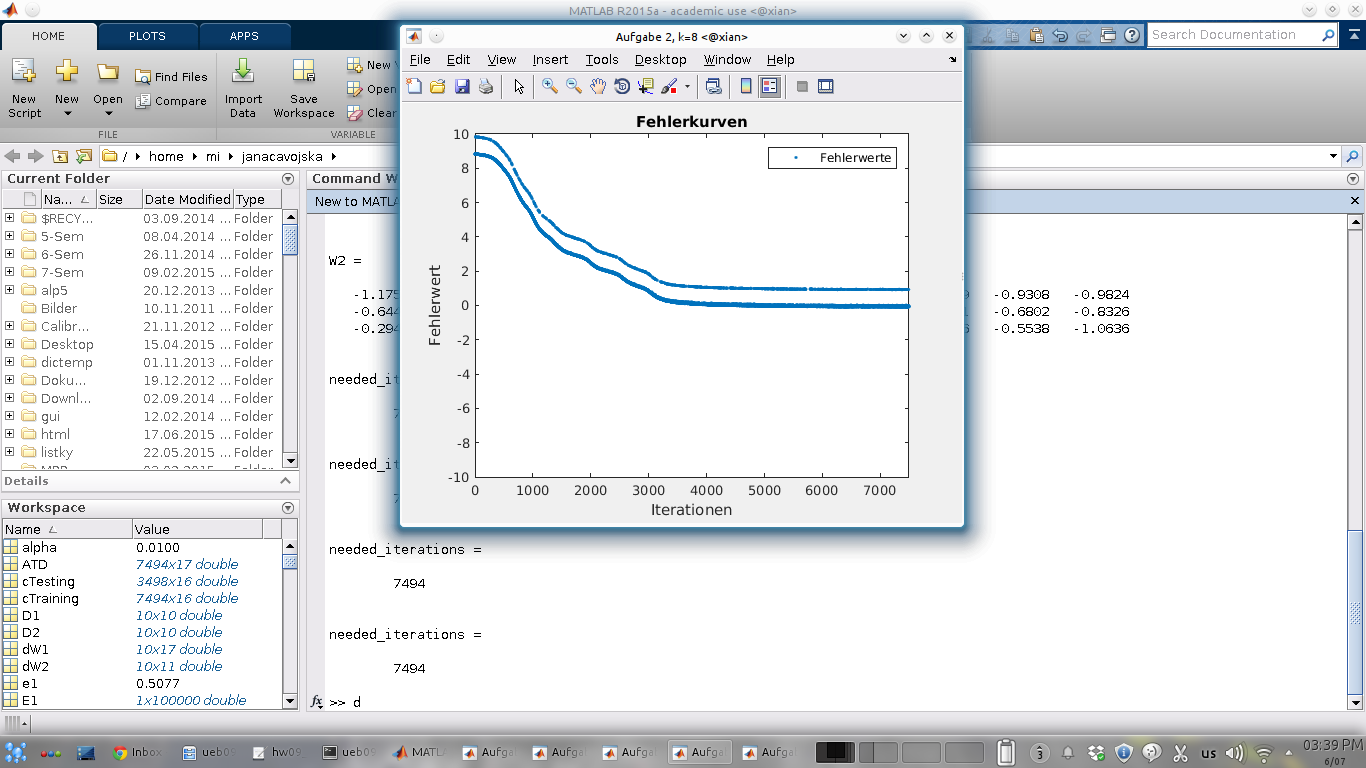 MATLAB R2015a - academic use <@xian>
HOME PLOTS APPS
Search Documentation
New Script
New
Open
Find Files
Compare
Import Data
Save Workspace
New
Open
Clear
FILE
VARIABLE
/ home mi janacavojska
Current Folder
Na... Size Date Modified Type
$RECY... 03.09.2014 ... Folder
5-Sem 08.04.2014 ... Folder
6-Sem 26.11.2014 ... Folder
7-Sem 09.02.2015 ... Folder
alp5 20.12.2013 ... Folder
Bilder 10.11.2011 ... Folder
Calibr... 21.11.2012 ... Folder
Desktop 15.04.2015 ... Folder
dictemp 01.11.2013 ... Folder
Doku... 19.12.2012 ... Folder
Downl... 02.09.2014 ... Folder
gui 12.02.2014 ... Folder
html 17.06.2015 ... Folder
listky 22.05.2015 ... Folder
Details
Workspace
Name Value
alpha 0.0100
ATD 7494x17 double
cTesting 3498x16 double
cTraining 7494x16 double
D1 10x10 double
D2 10x10 double
dW1 10x17 double
dW2 10x11 double
e1 0.5077
E1 1x100000 double
Command W
New to MATL
W2 =
-1.175 -0.9308 -0.9824
-0.644 -0.6802 -0.8326
-0.294 -0.5538 -1.0636
needed_it
needed_it
needed_iterations =
7494
needed_iterations =
7494
fx >> d
Aufgabe 2, k=8 <@xian>
File Edit View Insert Tools Desktop Window Help
Fehlerkurven
Fehlerwerte
Fehlerwert
10
8
6
4
2
0
-2
-4
-6
-8
-10
0 1000 2000 3000 4000 5000 6000 7000
Iterationen
Inbo ueb09 hw09 ueb09 MATL Aufga Aufga Aufga Aufga Aufga
3 us 03:39 PM
6/07